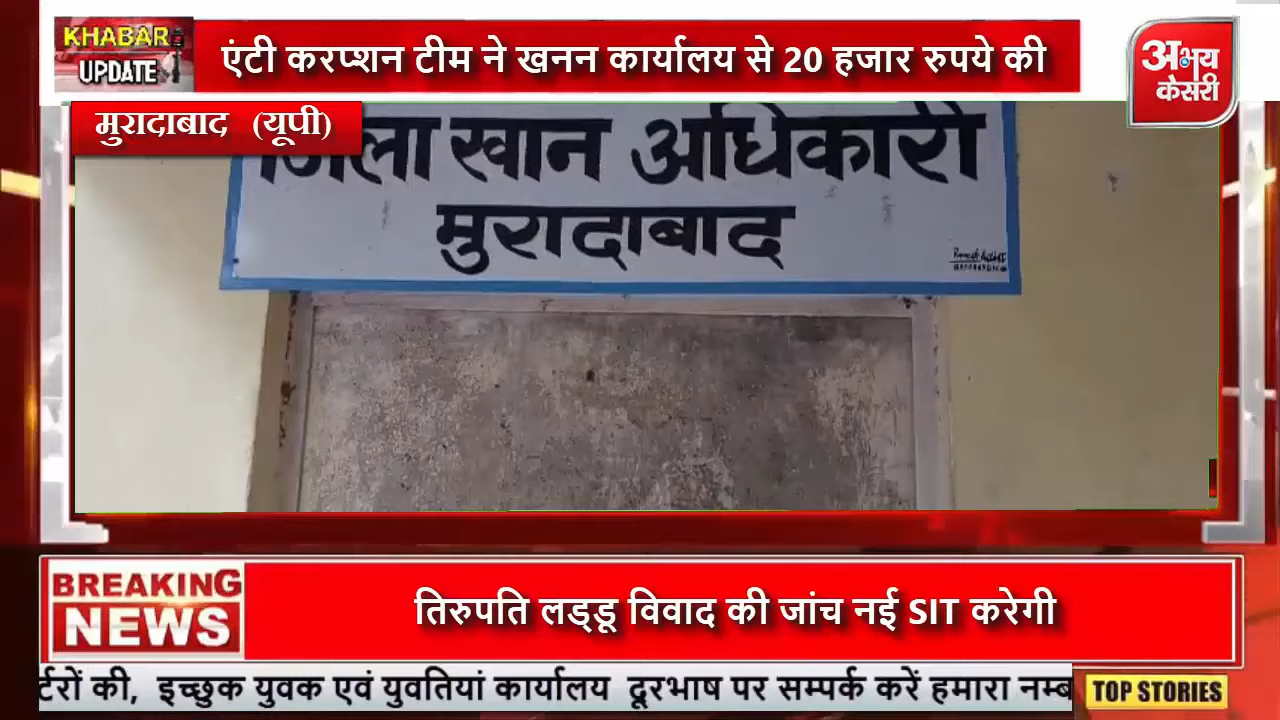 KHABAR
UPDATE
एंटी करप्शन टीम ने खनन कार्यालय से 20 हजार रुपये की
अभय
केसरी
मुरादाबाद (यूपी)
जिला खान अधिकारी
मुरादाबाद
BREAKING
NEWS
तिरुपति लड्डू विवाद की जांच नई SIT करेगी
र्टरों की, इच्छुक युवक एवं युवतियां कार्यालय दूरभाष पर सम्पर्क करें हमारा नम्ब
TOP STORIES